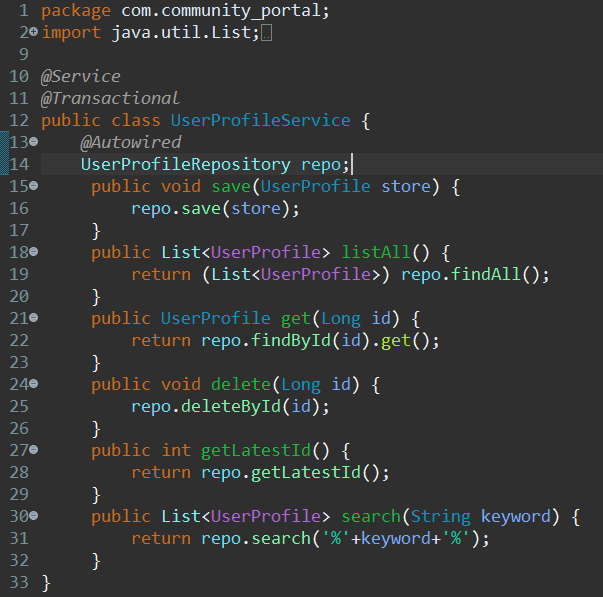 1 package com.community_portal;
2 import java.util.List;
9
10 @Service
11 @Transactional
12 public class UserProfileService {
13 @Autowired
14 UserProfileRepository repo;
15 public void save(UserProfile store) {
16 repo.save(store);
17 }
18 public List<UserProfile> listAll() {
19 return (List<UserProfile>) repo.findAll();
20 }
21 public UserProfile get(Long id) {
22 return repo.findById(id).get();
23 }
24 public void delete(Long id) {
25 repo.deleteById(id);
26 }
27 public int getLatestId() {
28 return repo.getLatestId();
29 }
30 public List<UserProfile> search(String keyword) {
31 return repo.search('%'+keyword+'%');
32 }
33 }